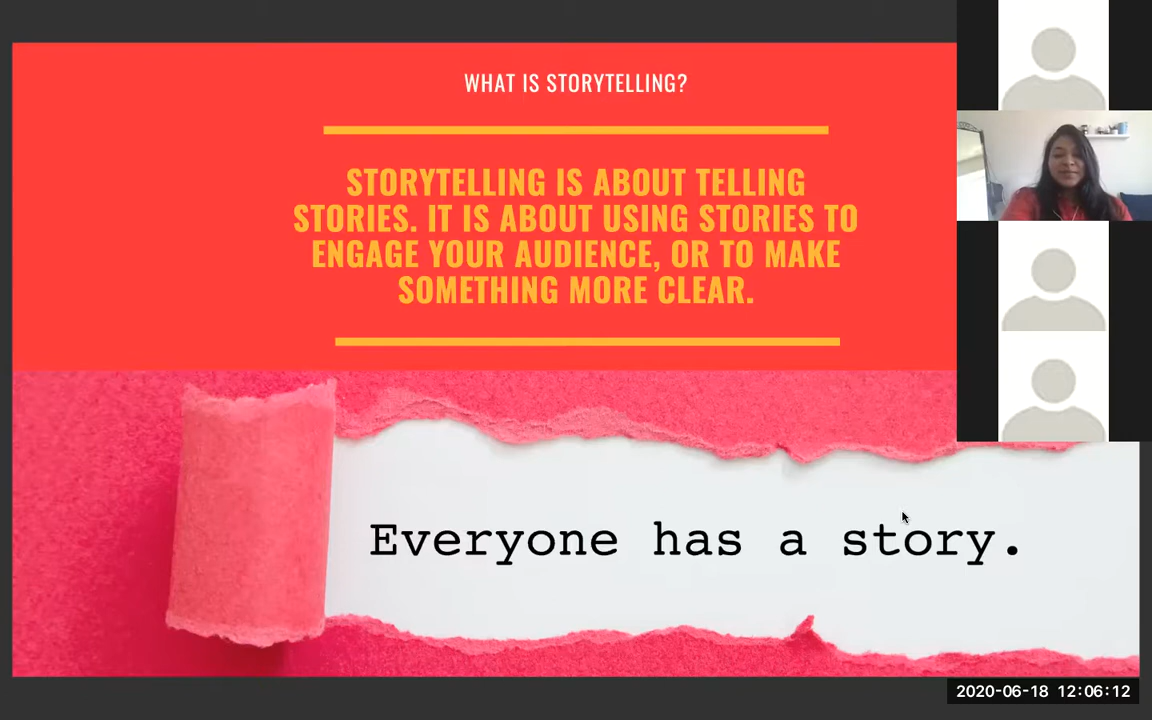 WHAT IS STORYTELLING?
STORYTELLING IS ABOUT TELLING
STORIES. IT IS ABOUT USING STORIES TO
ENGAGE YOUR AUDIENCE, OR TO MAKE
SOMETHING MORE CLEAR.
Everyone has a story.
2020-06-18 12:06:12